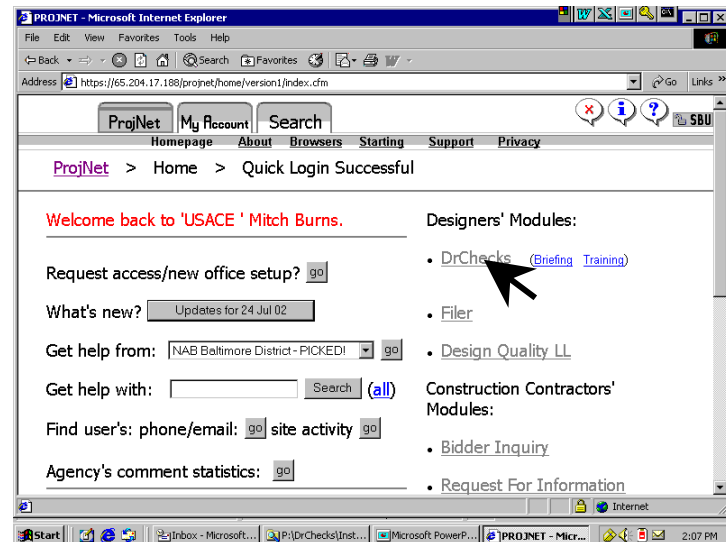 PROJNET - Microsoft Internet Explorer
File Edit View Favorites Tools Help
Back Search Favorites
Address https://65.204.17.188/projnet/home/version1/index.cfm Go Links »
ProjNet My Account Search SBU
Homepage About Browsers Starting Support Privacy
ProjNet > Home > Quick Login Successful
Welcome back to 'USACE ' Mitch Burns.
Request access/new office setup? go
What's new? Updates for 24 Jul 02
Get help from: NAB Baltimore District - PICKED! go
Get help with: Search (all)
Find user's: phone/email: go site activity go
Agency's comment statistics: go
Designers' Modules:
• DrChecks (Briefing Training)
• Filer
• Design Quality LL
Construction Contractors'
Modules:
• Bidder Inquiry
• Request For Information
Internet
Start Inbox - Microsoft... P:\DrChecks\Inst... Microsoft PowerP... PROJNET - Micr... 2:07 PM